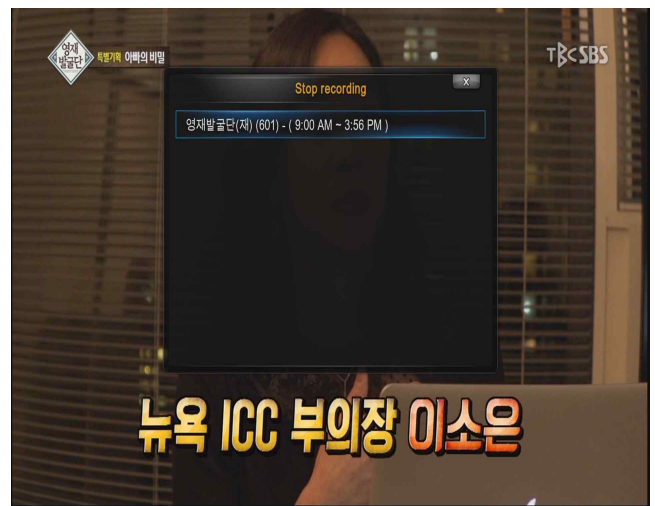 영재
발굴단
특별기획 아빠의 비밀
TBC SBS
Stop recording
X
영재발굴단(재) (601) - ( 9:00 AM ~ 3:56 PM )
뉴욕 ICC 부의장 이소은